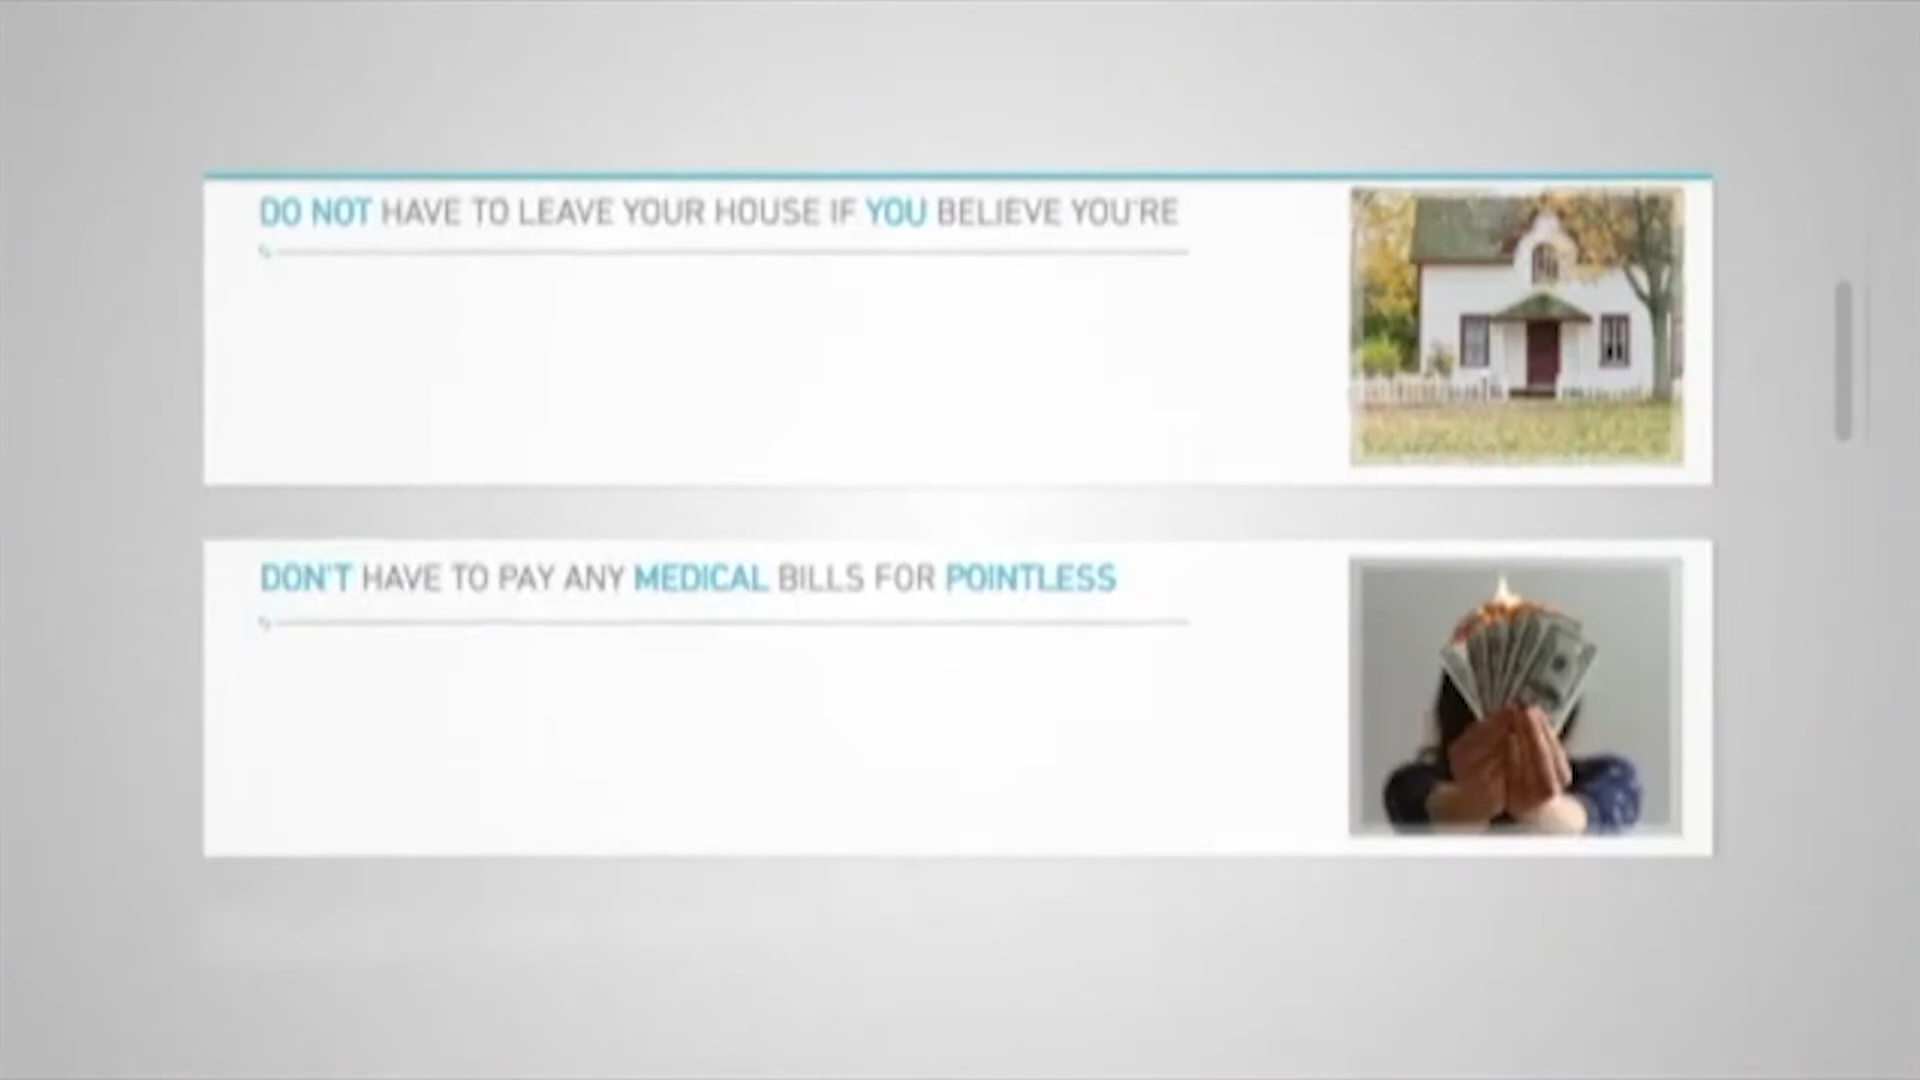 DO NOT HAVE TO LEAVE YOUR HOUSE IF YOU BELIEVE YOU'RE
DON'T HAVE TO PAY ANY MEDICAL BILLS FOR POINTLESS